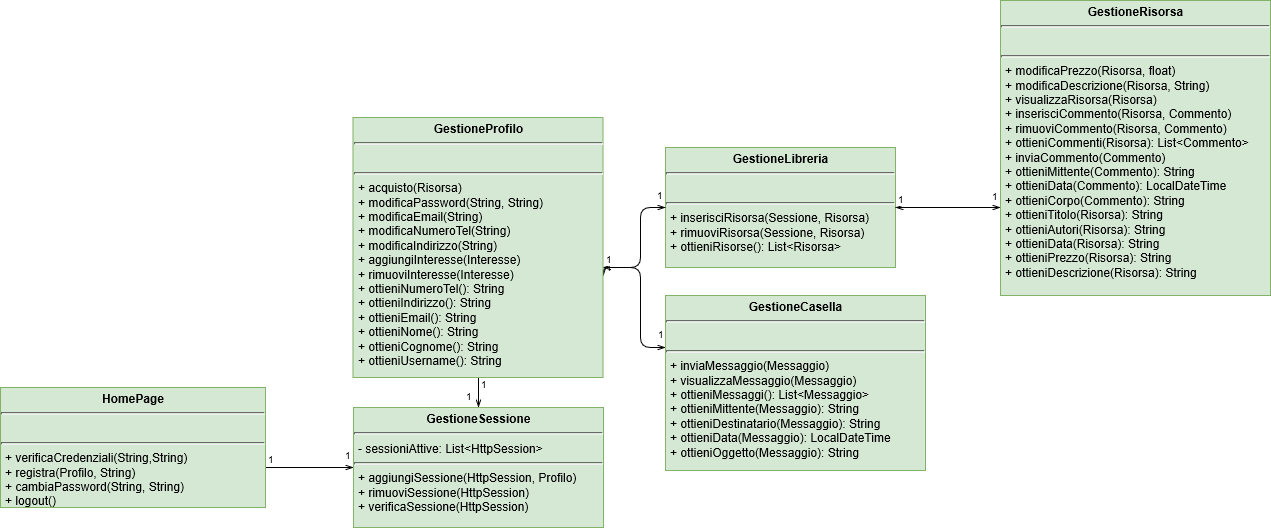 GestioneRisorsa
+ modificaPrezzo(Risorsa, float)
+ modificaDescrizione(Risorsa, String)
+ visualizzaRisorsa(Risorsa)
+ inserisciCommento(Risorsa, Commento)
+ rimuoviCommento(Risorsa, Commento)
+ ottieniCommenti(Risorsa): List<Commento>
+ inviaCommento(Commento)
+ ottieniMittente(Commento): String
+ ottieniData(Commento): LocalDateTime
+ ottieniCorpo(Commento): String
+ ottieniTitolo(Risorsa): String
+ ottieniAutori(Risorsa): String
+ ottieniData(Risorsa): String
+ ottieniPrezzo(Risorsa): String
+ ottieniDescrizione(Risorsa): String
GestioneProfilo
+ acquisto(Risorsa)
+ modificaPassword(String, String)
+ modificaEmail(String)
+ modificaNumeroTel(String)
+ modificaIndirizzo(String)
+ aggiungiInteresse(Interesse)
+ rimuoviInteresse(Interesse)
+ ottieniNumeroTel(): String
+ ottieniIndirizzo(): String
+ ottieniEmail(): String
+ ottieniNome(): String
+ ottieniCognome(): String
+ ottieniUsername(): String
GestioneLibreria
+ inserisciRisorsa(Sessione, Risorsa)
+ rimuoviRisorsa(Sessione, Risorsa)
+ ottieniRisorse(): List<Risorsa>
1
1
1
1
1
GestioneCasella
+ inviaMessaggio(Messaggio)
+ visualizzaMessaggio(Messaggio)
+ ottieniMessaggi(): List<Messaggio>
+ ottieniMittente(Messaggio): String
+ ottieniDestinatario(Messaggio): String
+ ottieniData(Messaggio): LocalDateTime
+ ottieniOggetto(Messaggio): String
1
1
HomePage
+ verificaCredenziali(String,String)
+ registra(Profilo, String)
+ cambiaPassword(String, String)
+ logout()
1
1
GestioneSessione
- sessioniAttive: List<HttpSession>
+ aggiungiSessione(HttpSession, Profilo)
+ rimuoviSessione(HttpSession)
+ verificaSessione(HttpSession)